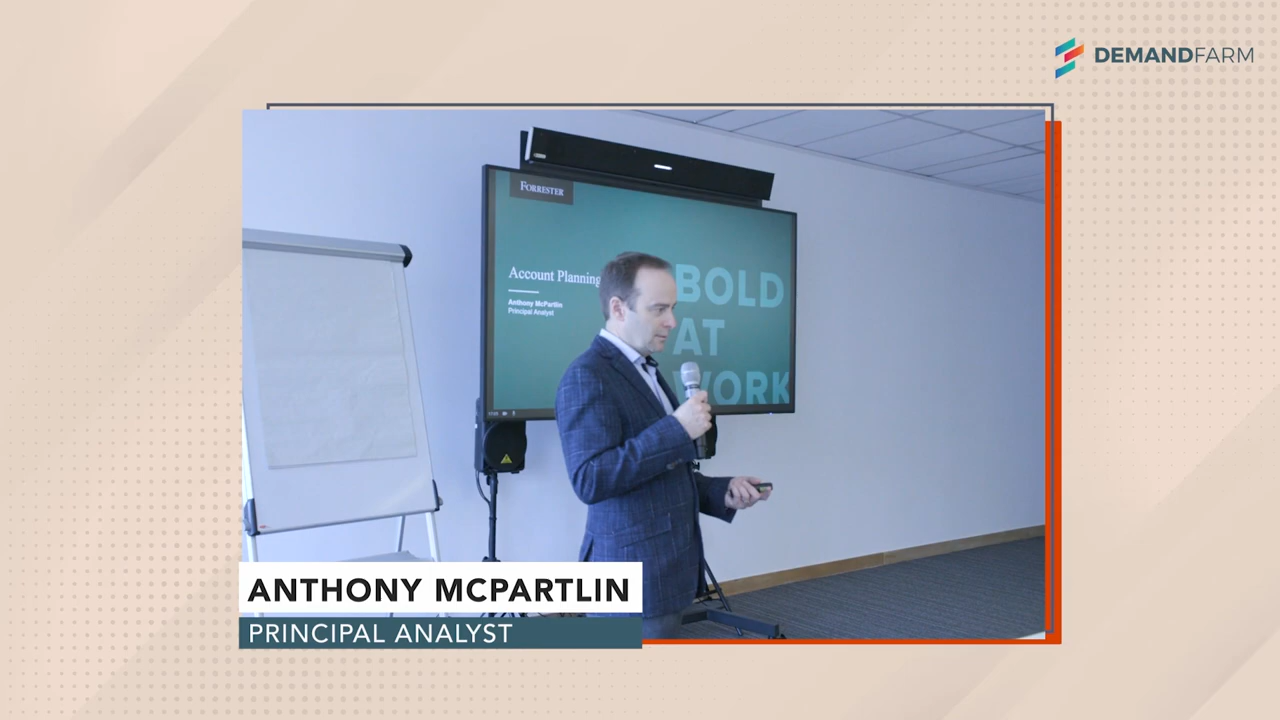 DEMANDFARM
FORRESTER
Account Planning
Anthony McPartlin
Principal Analyst
BOLD
AT
WORK
ANTHONY MCPARTLIN
PRINCIPAL ANALYST